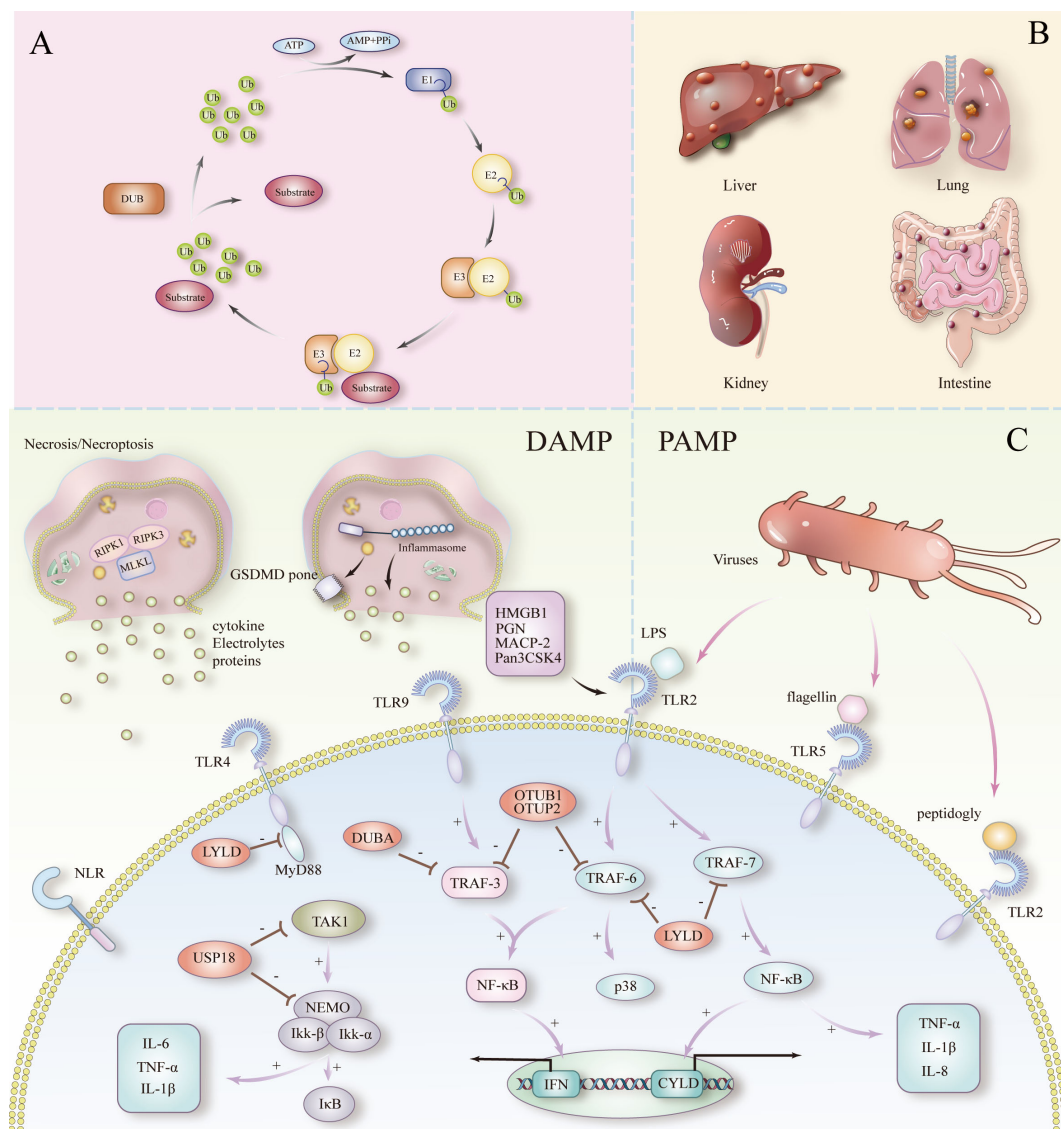 A
ATP
AMP+PPi
E1
Ub
Ub
Ub
Ub
Ub
Ub
Ub
Ub
E2
Ub
DUB
Substrate
Ub
Ub
Ub
Ub
Ub
Ub
Substrate
E3
E2
Ub
E3
E2
Ub
Substrate
B
Liver
Lung
Kidney
Intestine
DAMP
PAMP
C
Necrosis/Necroptosis
RIPK1
RIPK3
MLKL
cytokine
Electrolytes
proteins
Inflammasome
GSDMD pone
HMGB1
PGN
MACP-2
Pan3CSK4
Viruses
LPS
TLR2
flagellin
TLR5
peptidogly
TLR2
TLR9
TLR4
NLR
LYLD
-
MyD88
DUBA
-
OTUB1
OTUP2
-
-
+
+
+
TRAF-3
TRAF-6
TRAF-7
-
-
LYLD
TAK1
USP18
-
-
+
NEMO
Ikk-β
Ikk-α
+
+
IκB
IL-6
TNF-α
IL-1β
+
+
+
NF-κB
p38
NF-κB
+
+
+
IFN
CYLD
TNF-α
IL-1β
IL-8